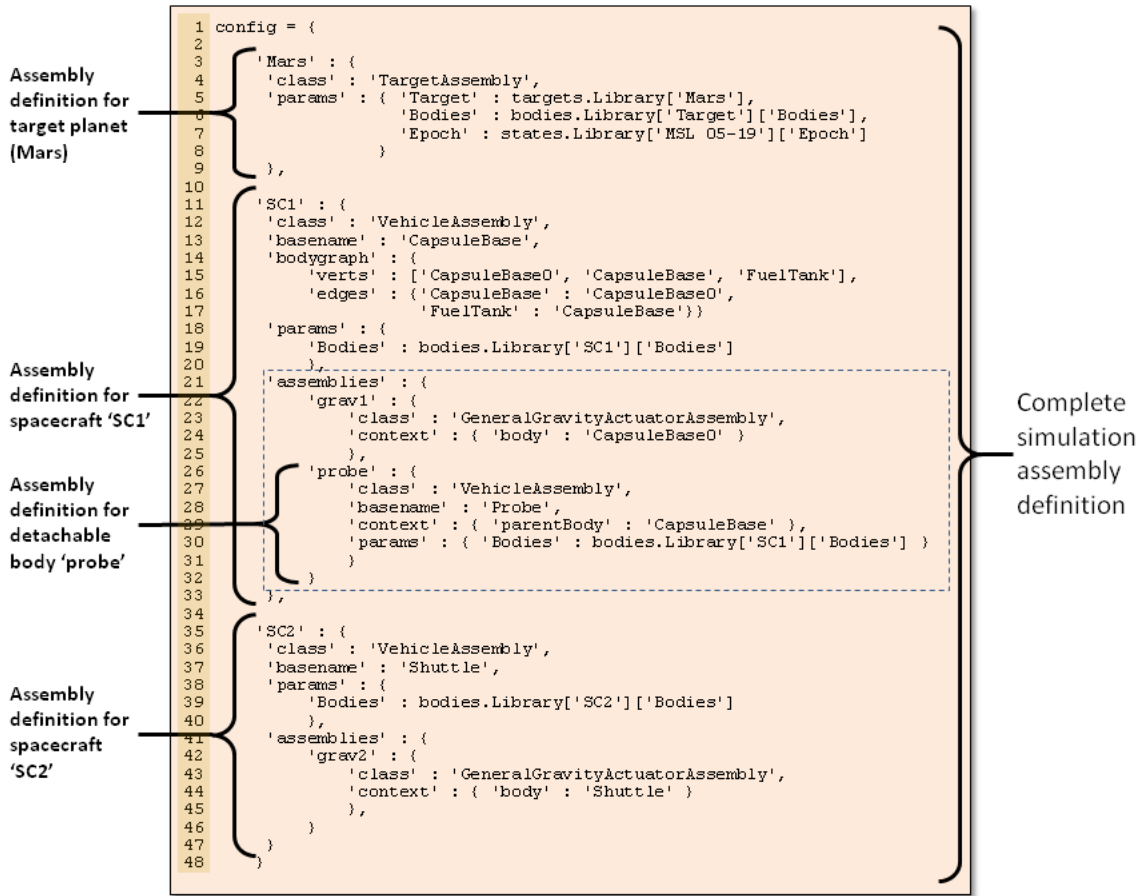 Assembly
definition for
target planet
(Mars)
Assembly
definition for
spacecraft ‘SC1’
Assembly
definition for
detachable
body ‘probe’
Assembly
definition for
spacecraft
‘SC2’
1 config = {
2
3 'Mars' : {
4 'class' : 'TargetAssembly',
5 'params' : { 'Target' : targets.Library['Mars'],
6 'Bodies' : bodies.Library['Target']['Bodies'],
7 'Epoch' : states.Library['MSL 05-19']['Epoch']
8 }
9 },
10
11 'SC1' : {
12 'class' : 'VehicleAssembly',
13 'basename' : 'CapsuleBase',
14 'bodygraph' : {
15 'verts' : ['CapsuleBase0', 'CapsuleBase', 'FuelTank'],
16 'edges' : {'CapsuleBase' : 'CapsuleBase0',
17 'FuelTank' : 'CapsuleBase'}}
18 'params' : {
19 'Bodies' : bodies.Library['SC1']['Bodies']
20 },
21 'assemblies' : {
22 'grav1' : {
23 'class' : 'GeneralGravityActuatorAssembly',
24 'context' : { 'body' : 'CapsuleBase0' }
25 },
26 'probe' : {
27 'class' : 'VehicleAssembly',
28 'basename' : 'Probe',
29 'context' : { 'parentBody' : 'CapsuleBase' },
30 'params' : { 'Bodies' : bodies.Library['SC1']['Bodies'] }
31 }
32 }
33 },
34
35 'SC2' : {
36 'class' : 'VehicleAssembly',
37 'basename' : 'Shuttle',
38 'params' : {
39 'Bodies' : bodies.Library['SC2']['Bodies']
40 },
41 'assemblies' : {
42 'grav2' : {
43 'class' : 'GeneralGravityActuatorAssembly',
44 'context' : { 'body' : 'Shuttle' }
45 },
46 }
47 }
48 }
Complete
simulation
assembly
definition